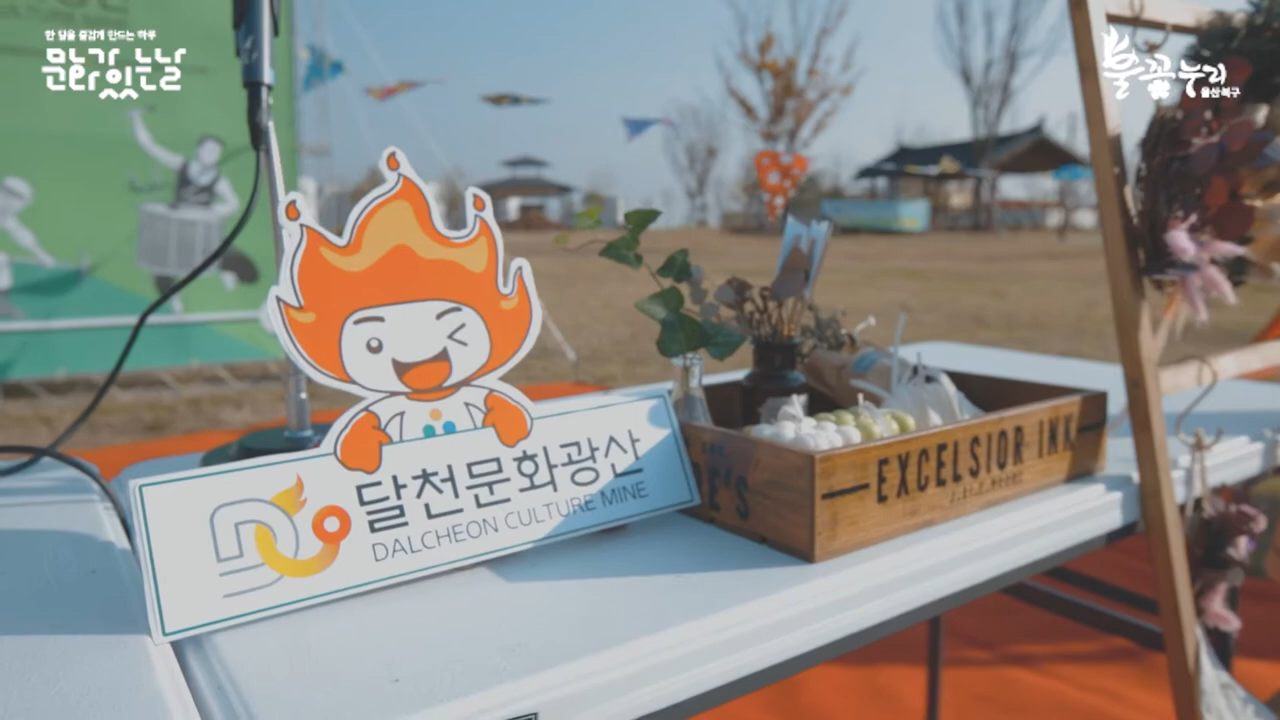 한 달을 즐겁게 만드는 하루
문화가 있는날
불꽃누리
울산북구
달천문화광산
DALCHEON CULTURE MINE
EXCELSIOR INK